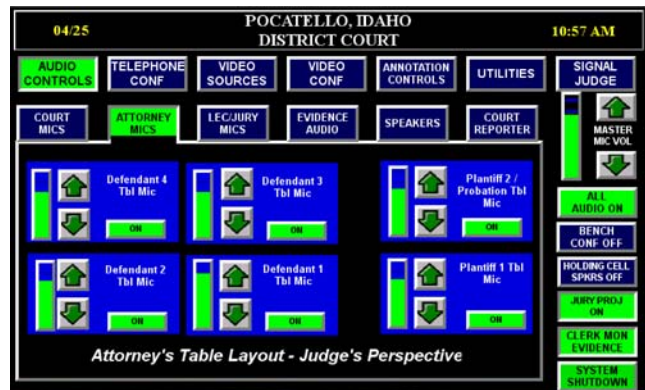 04/25
POCATELLO, IDAHO
DISTRICT COURT
10:57 AM
AUDIO
CONTROLS
TELEPHONE
CONF
VIDEO
SOURCES
VIDEO
CONF
ANNOTATION
CONTROLS
UTILITIES
SIGNAL
JUDGE
COURT
MICS
ATTORNEY
MICS
LEC/JURY
MICS
EVIDENCE
AUDIO
SPEAKERS
COURT
REPORTER
MASTER
MIC VOL
Defendant 4
Tbl Mic
ON
Defendant 3
Tbl Mic
ON
Plantiff 2 /
Probation Tbl
Mic
ON
Defendant 2
Tbl Mic
ON
Defendant 1
Tbl Mic
ON
Plantiff 1 Tbl
Mic
ON
Attorney's Table Layout - Judge's Perspective
ALL
AUDIO ON
BENCH
CONF OFF
HOLDING CELL
SPKRS OFF
JURY PROJ
ON
CLERK MON
EVIDENCE
SYSTEM
SHUTDOWN